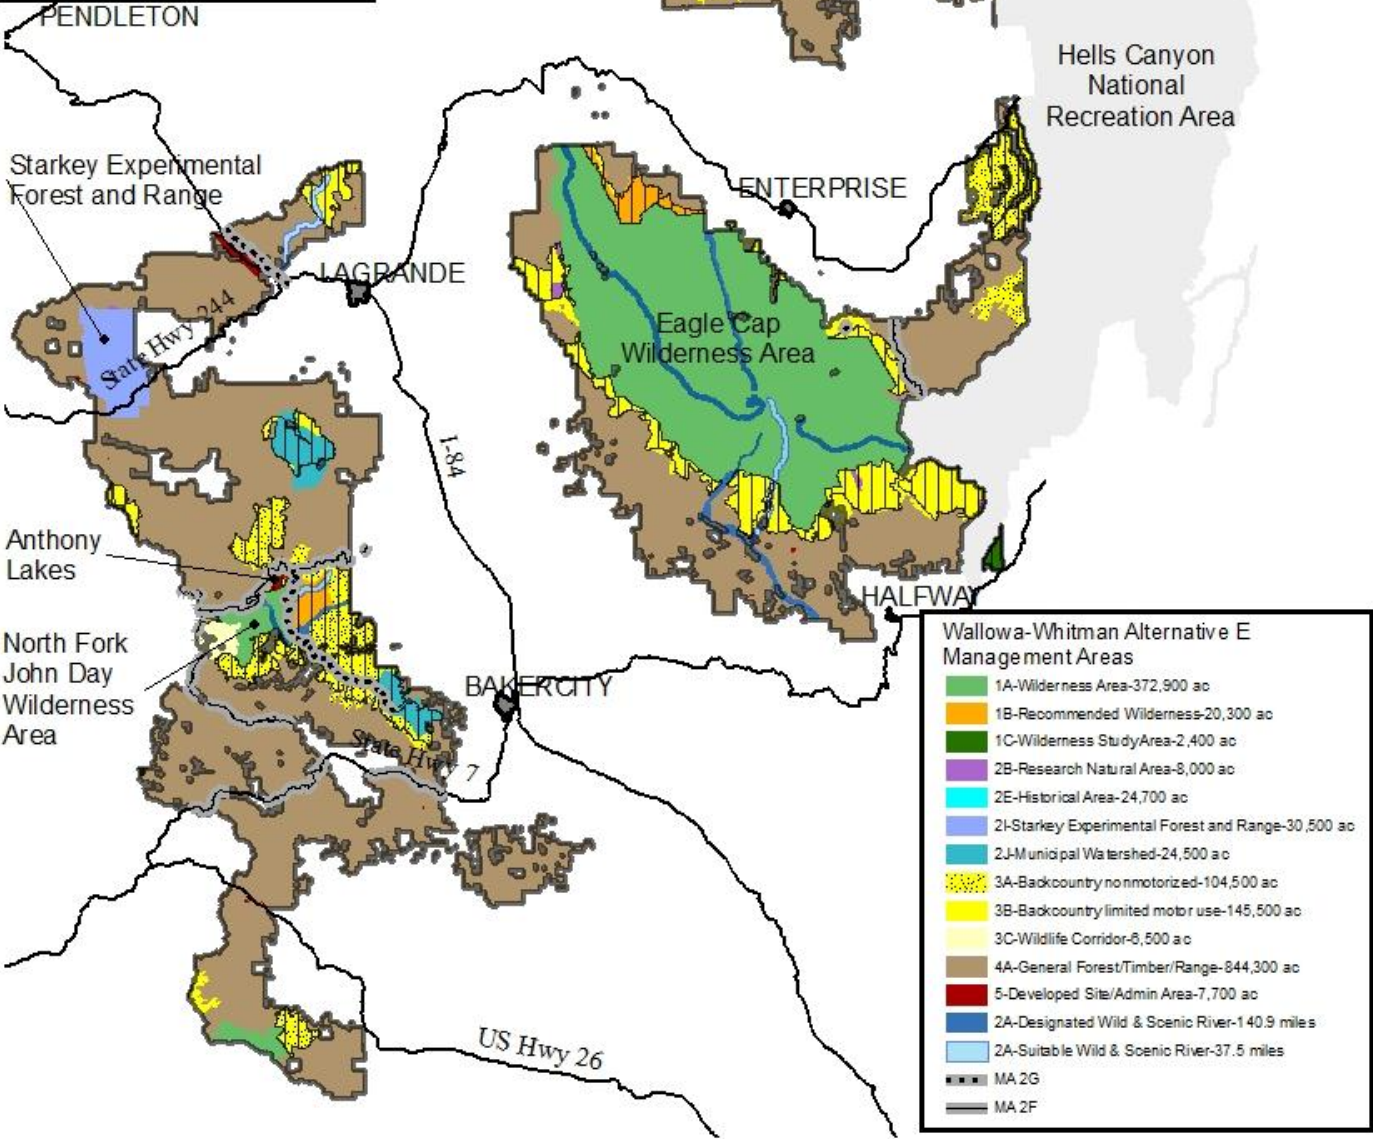 PENDLETON
Hells Canyon
National
Recreation Area
Starkey Experimental
Forest and Range
ENTERPRISE
LAGRANDE
State Hwy 244
Eagle Cap
Wilderness Area
I-84
Anthony
Lakes
HALFWAY
North Fork
John Day
Wilderness
Area
BAKERCITY
State Hwy 7
US Hwy 26
Wallowa-Whitman Alternative E
Management Areas
1A-Wilderness Area-372,900 ac
1B-Recommended Wilderness-20,300 ac
1C-Wilderness StudyArea-2,400 ac
2B-Research Natural Area-8,000 ac
2E-Historical Area-24,700 ac
2I-Starkey Experimental Forest and Range-30,500 ac
2J-Municipal Watershed-24,500 ac
3A-Backcountry nonmotorized-104,500 ac
3B-Backcountry limited motor use-145,500 ac
3C-Wildlife Corridor-6,500 ac
4A-General Forest/Timber/Range-844,300 ac
5-Developed Site/Admin Area-7,700 ac
2A-Designated Wild & Scenic River-140.9 miles
2A-Suitable Wild & Scenic River-37.5 miles
MA 2G
MA 2F